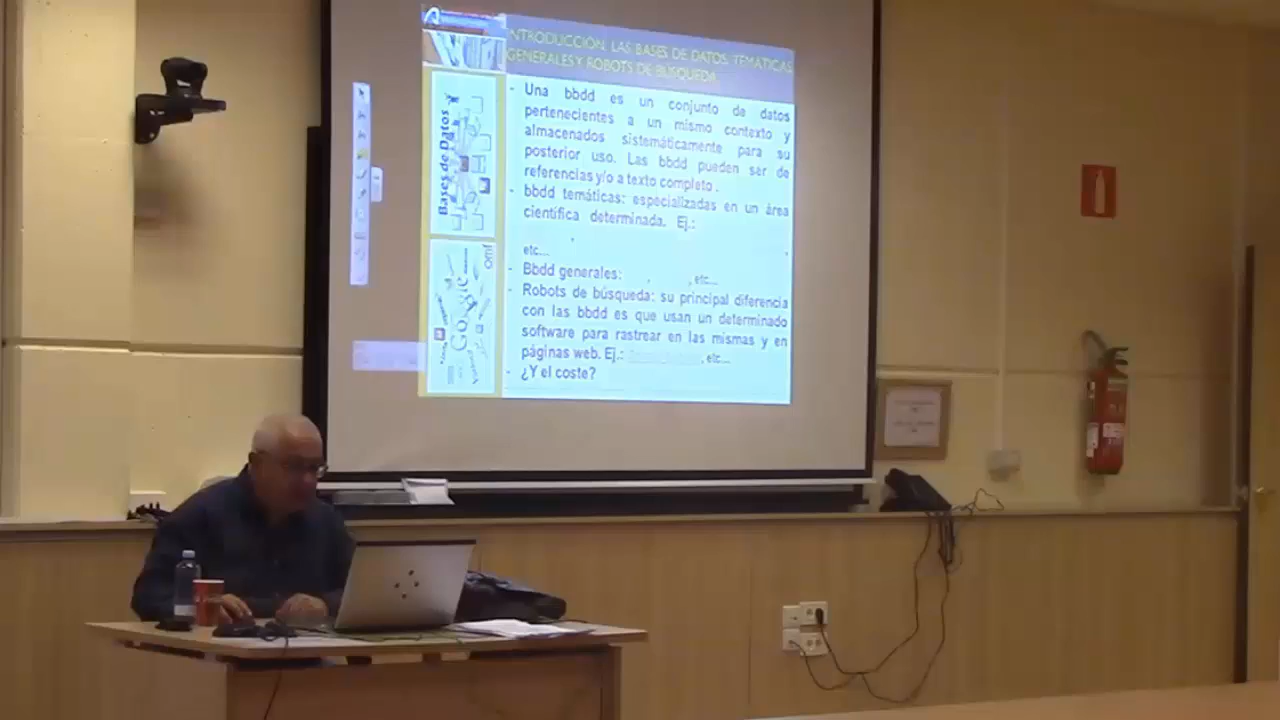 INTRODUCCIÓN. LAS BASES DE DATOS TEMÁTICAS
GENERALES Y ROBOTS DE BÚSQUEDA
- Una bbdd es un conjunto de datos
pertenecientes a un mismo contexto y
almacenados sistemáticamente para su
posterior uso. Las bbdd pueden ser de
referencias y/o a texto completo.
- bbdd temáticas: especializadas en un área
científica determinada. Ej.:
etc...
- Bbdd generales: , , etc...
- Robots de búsqueda: su principal diferencia
con las bbdd es que usan un determinado
software para rastrear en las mismas y en
páginas web. Ej.: , etc...
- ¿Y el coste?
Bases de Datos
Google